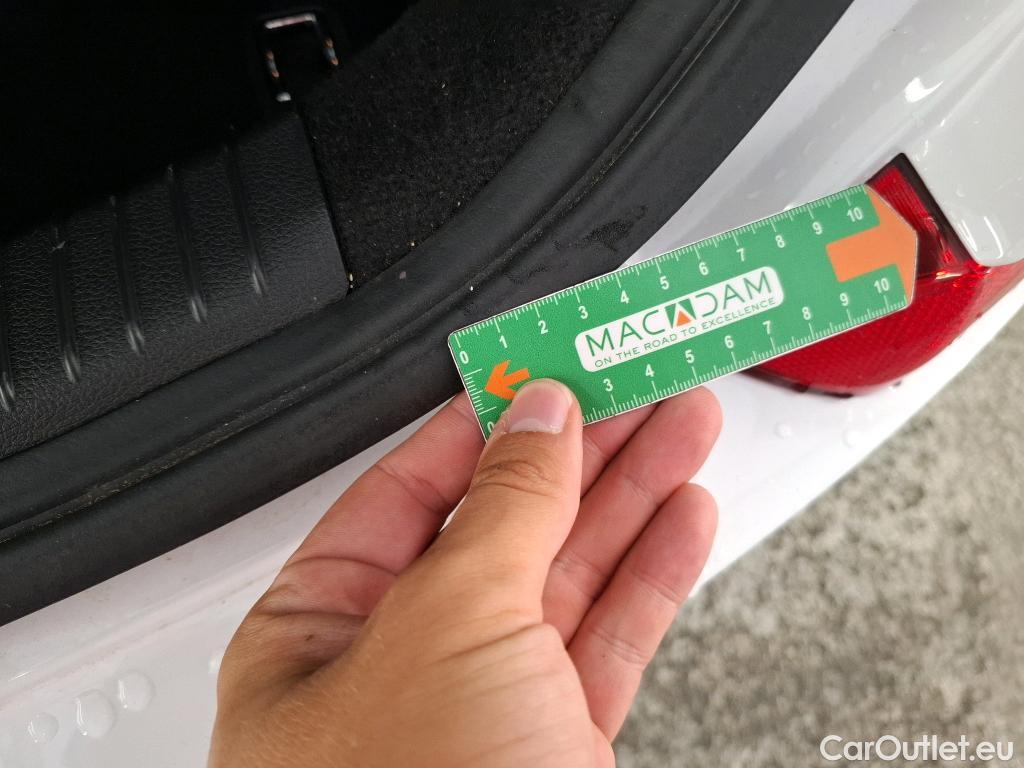 0 1 2 3 4 5 6 7 8 9 10
MACADAM
ON THE ROAD TO EXCELLENCE
0 3 4 5 6 7 8 9 10
CarOutlet.eu